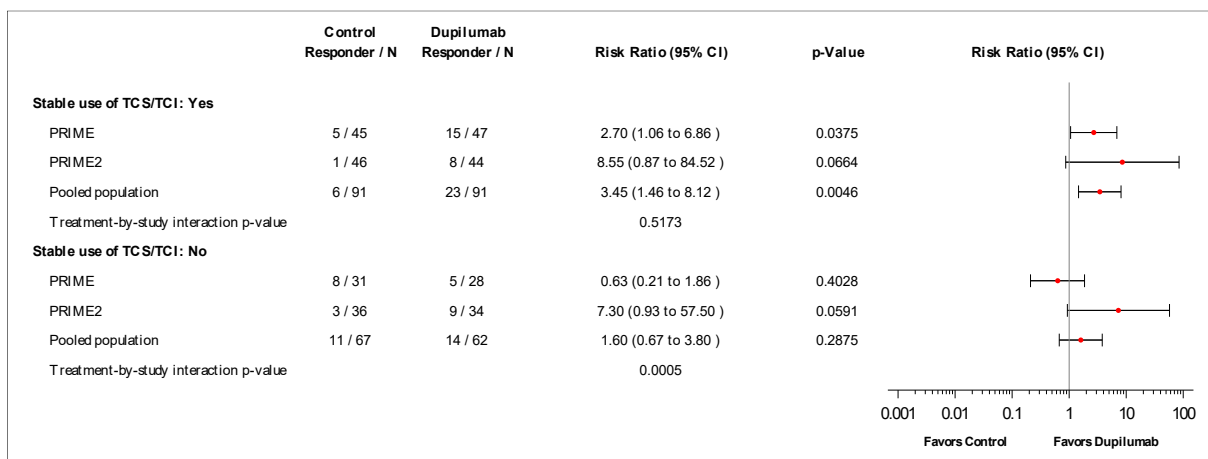 Control Dupilumab
Responder / N Responder / N Risk Ratio (95% CI) p-Value Risk Ratio (95% CI)
Stable use of TCS/TCI: Yes
PRIME 5 / 45 15 / 47 2.70 (1.06 to 6.86 ) 0.0375
PRIME2 1 / 46 8 / 44 8.55 (0.87 to 84.52 ) 0.0664
Pooled population 6 / 91 23 / 91 3.45 (1.46 to 8.12 ) 0.0046
Treatment-by-study interaction p-value 0.5173
Stable use of TCS/TCI: No
PRIME 8 / 31 5 / 28 0.63 (0.21 to 1.86 ) 0.4028
PRIME2 3 / 36 9 / 34 7.30 (0.93 to 57.50 ) 0.0591
Pooled population 11 / 67 14 / 62 1.60 (0.67 to 3.80 ) 0.2875
Treatment-by-study interaction p-value 0.0005
0.001 0.01 0.1 1 10 100
Favors Control Favors Dupilumab